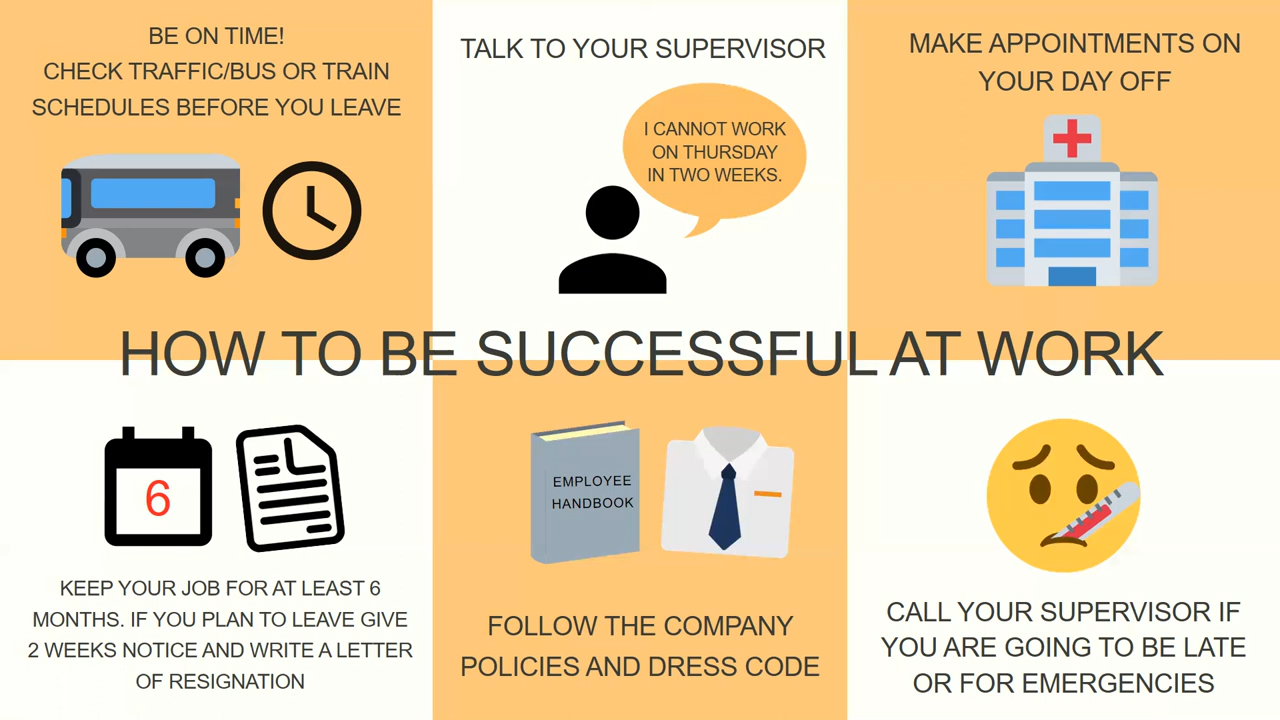 BE ON TIME!
CHECK TRAFFIC/BUS OR TRAIN
SCHEDULES BEFORE YOU LEAVE
TALK TO YOUR SUPERVISOR
I CANNOT WORK
ON THURSDAY
IN TWO WEEKS.
MAKE APPOINTMENTS ON
YOUR DAY OFF
HOW TO BE SUCCESSFUL AT WORK
6
KEEP YOUR JOB FOR AT LEAST 6
MONTHS. IF YOU PLAN TO LEAVE GIVE
2 WEEKS NOTICE AND WRITE A LETTER
OF RESIGNATION
EMPLOYEE
HANDBOOK
FOLLOW THE COMPANY
POLICIES AND DRESS CODE
CALL YOUR SUPERVISOR IF
YOU ARE GOING TO BE LATE
OR FOR EMERGENCIES